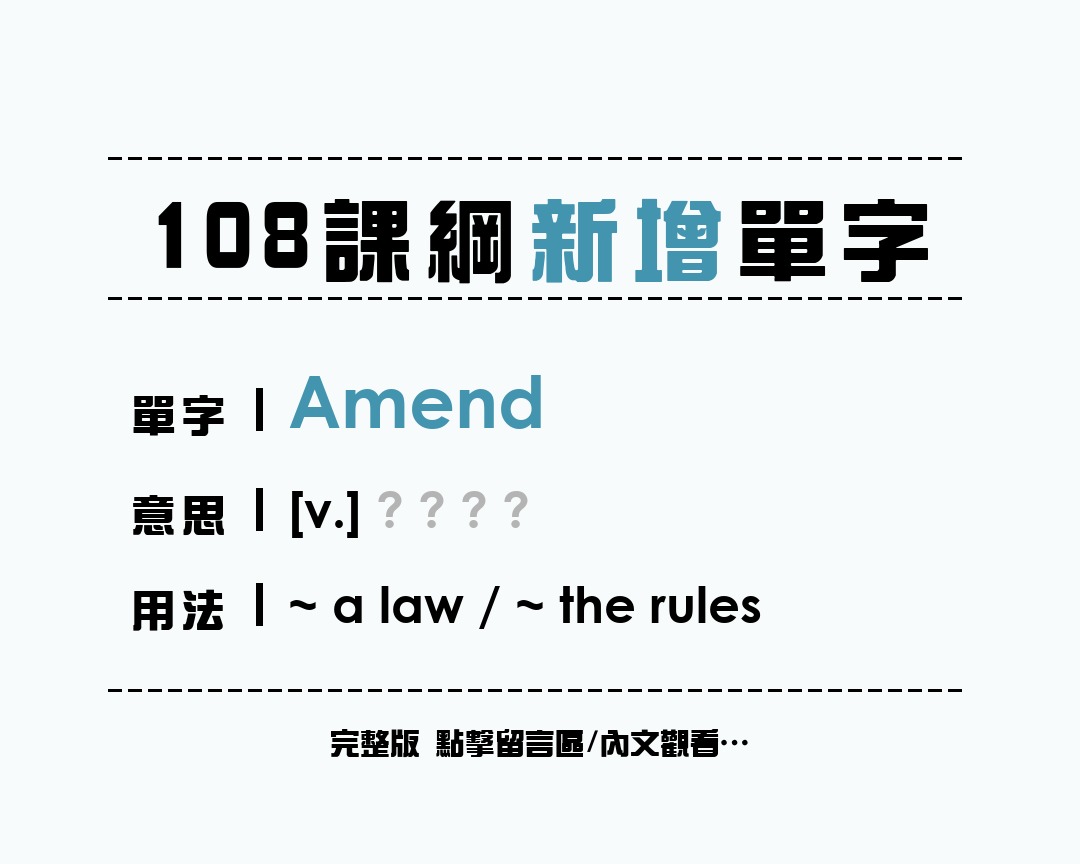 108課綱新增單字
單字 | Amend
意思 | [v.] ? ? ? ?
用法 | ~ a law / ~ the rules
完整版 點擊留言區/內文觀看…